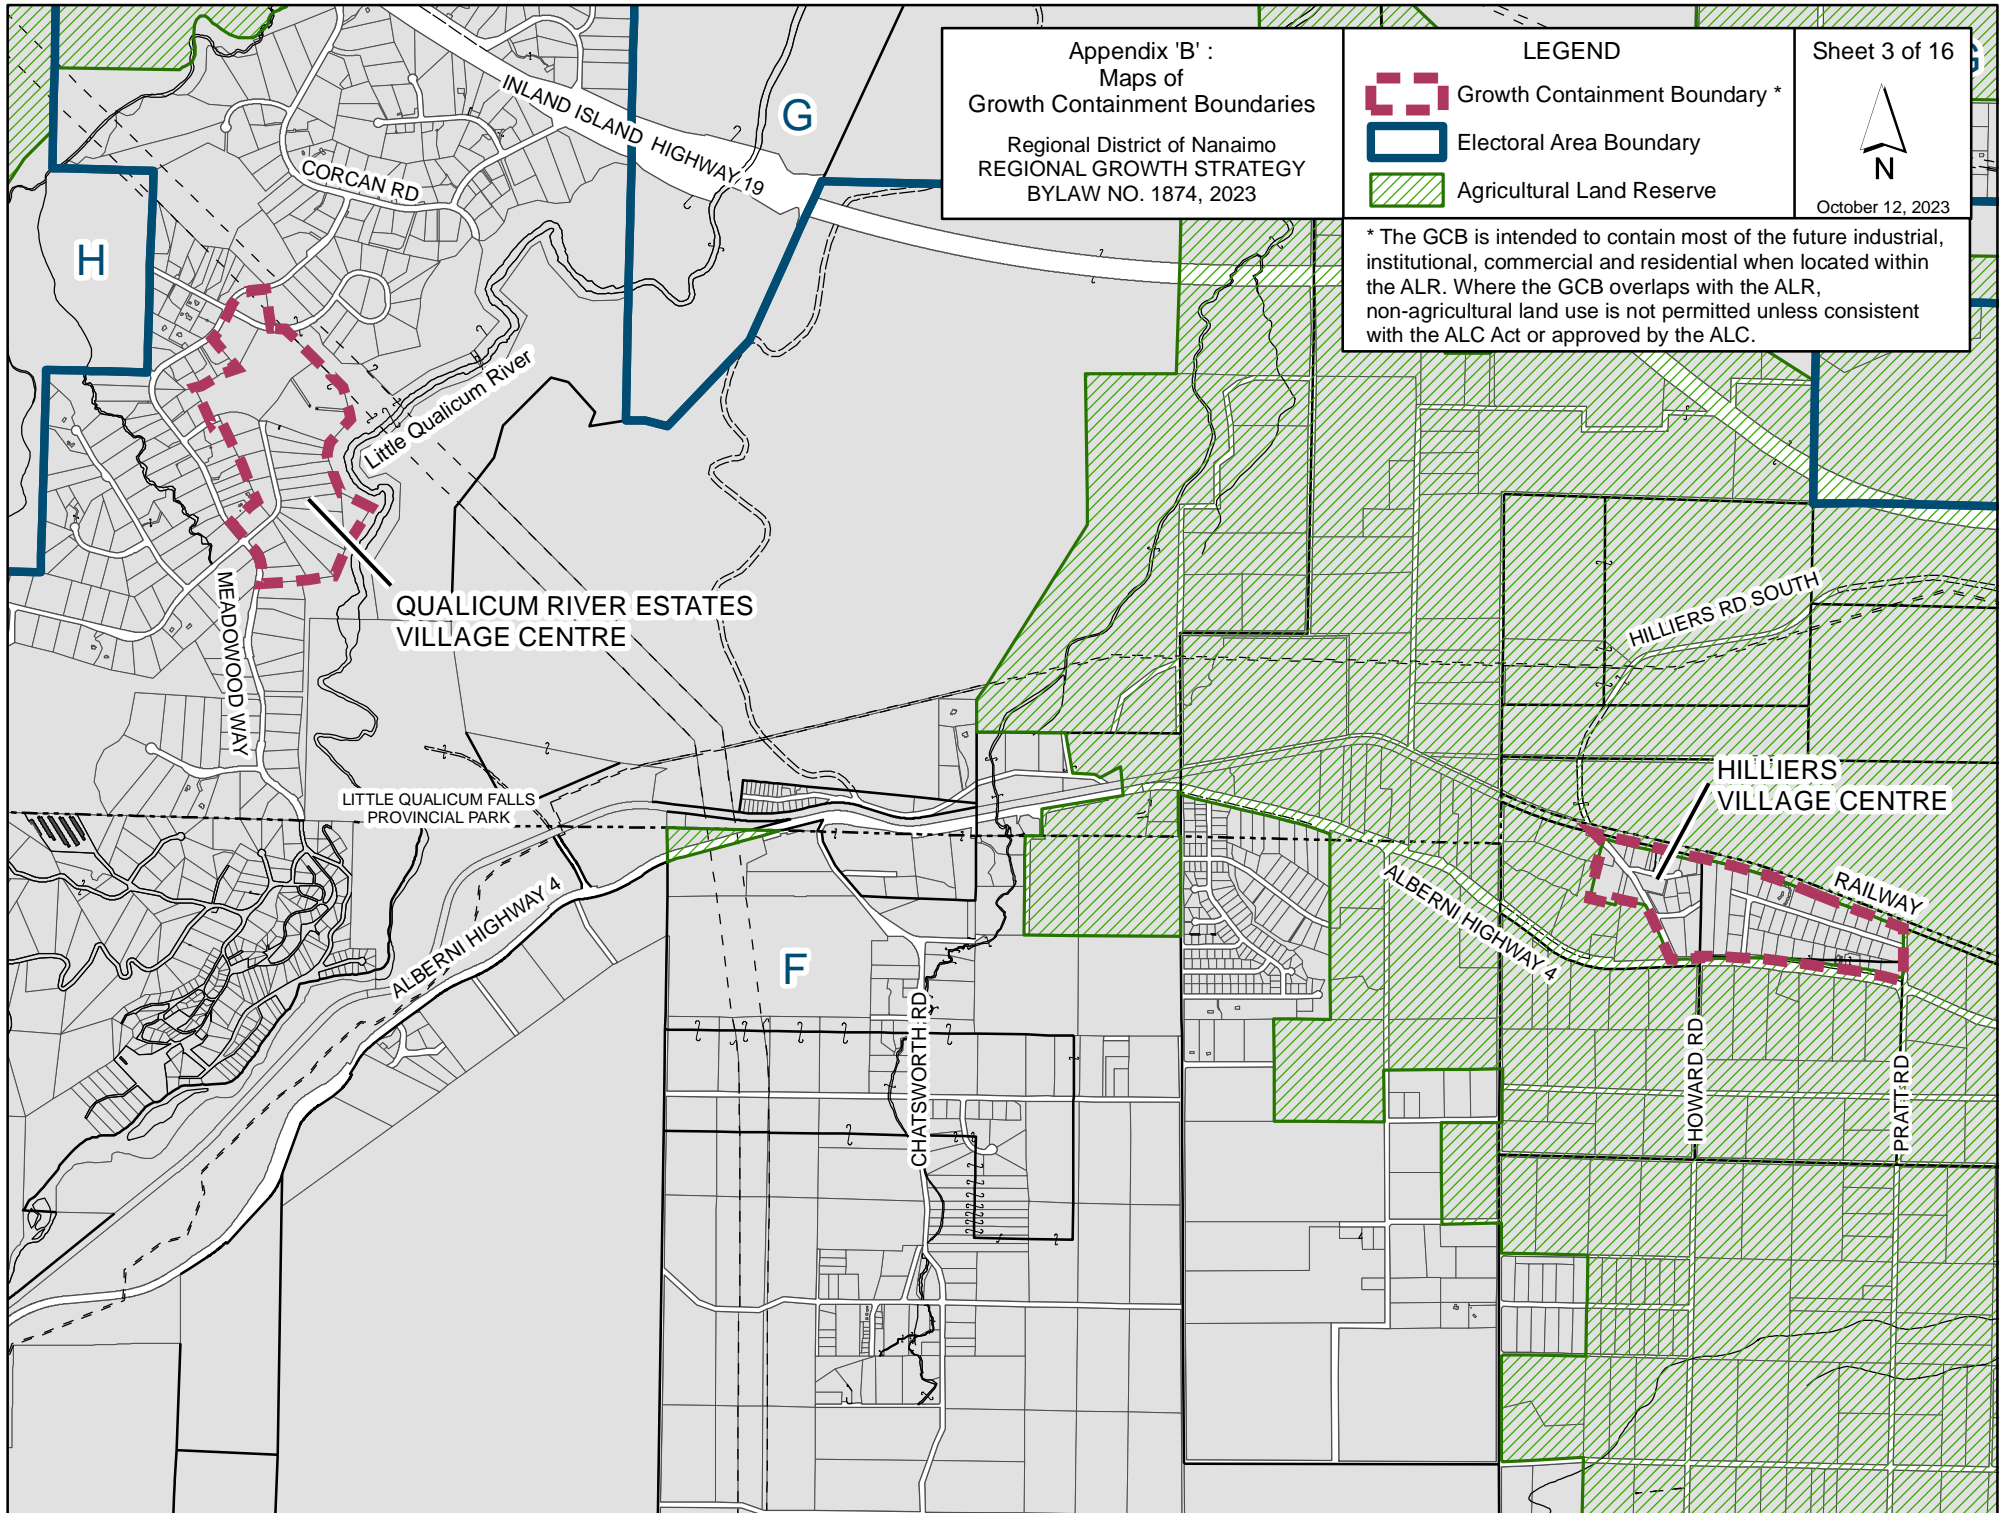 Appendix 'B' :
Maps of
Growth Containment Boundaries
Regional District of Nanaimo
REGIONAL GROWTH STRATEGY
BYLAW NO. 1874, 2023
LEGEND
Growth Containment Boundary *
Electoral Area Boundary
Agricultural Land Reserve
Sheet 3 of 16
N
October 12, 2023
* The GCB is intended to contain most of the future industrial,
institutional, commercial and residential when located within
the ALR. Where the GCB overlaps with the ALR,
non-agricultural land use is not permitted unless consistent
with the ALC Act or approved by the ALC.
G
G
INLAND ISLAND HIGHWAY 19
CORCAN RD
H
Little Qualicum River
QUALICUM RIVER ESTATES
VILLAGE CENTRE
MEADOWOOD WAY
HILLIERS RD SOUTH
HILLIERS
VILLAGE CENTRE
LITTLE QUALICUM FALLS
PROVINCIAL PARK
ALBERNI HIGHWAY 4
ALBERNI HIGHWAY 4
RAILWAY
F
CHATSWORTH RD
HOWARD RD
PRATT RD